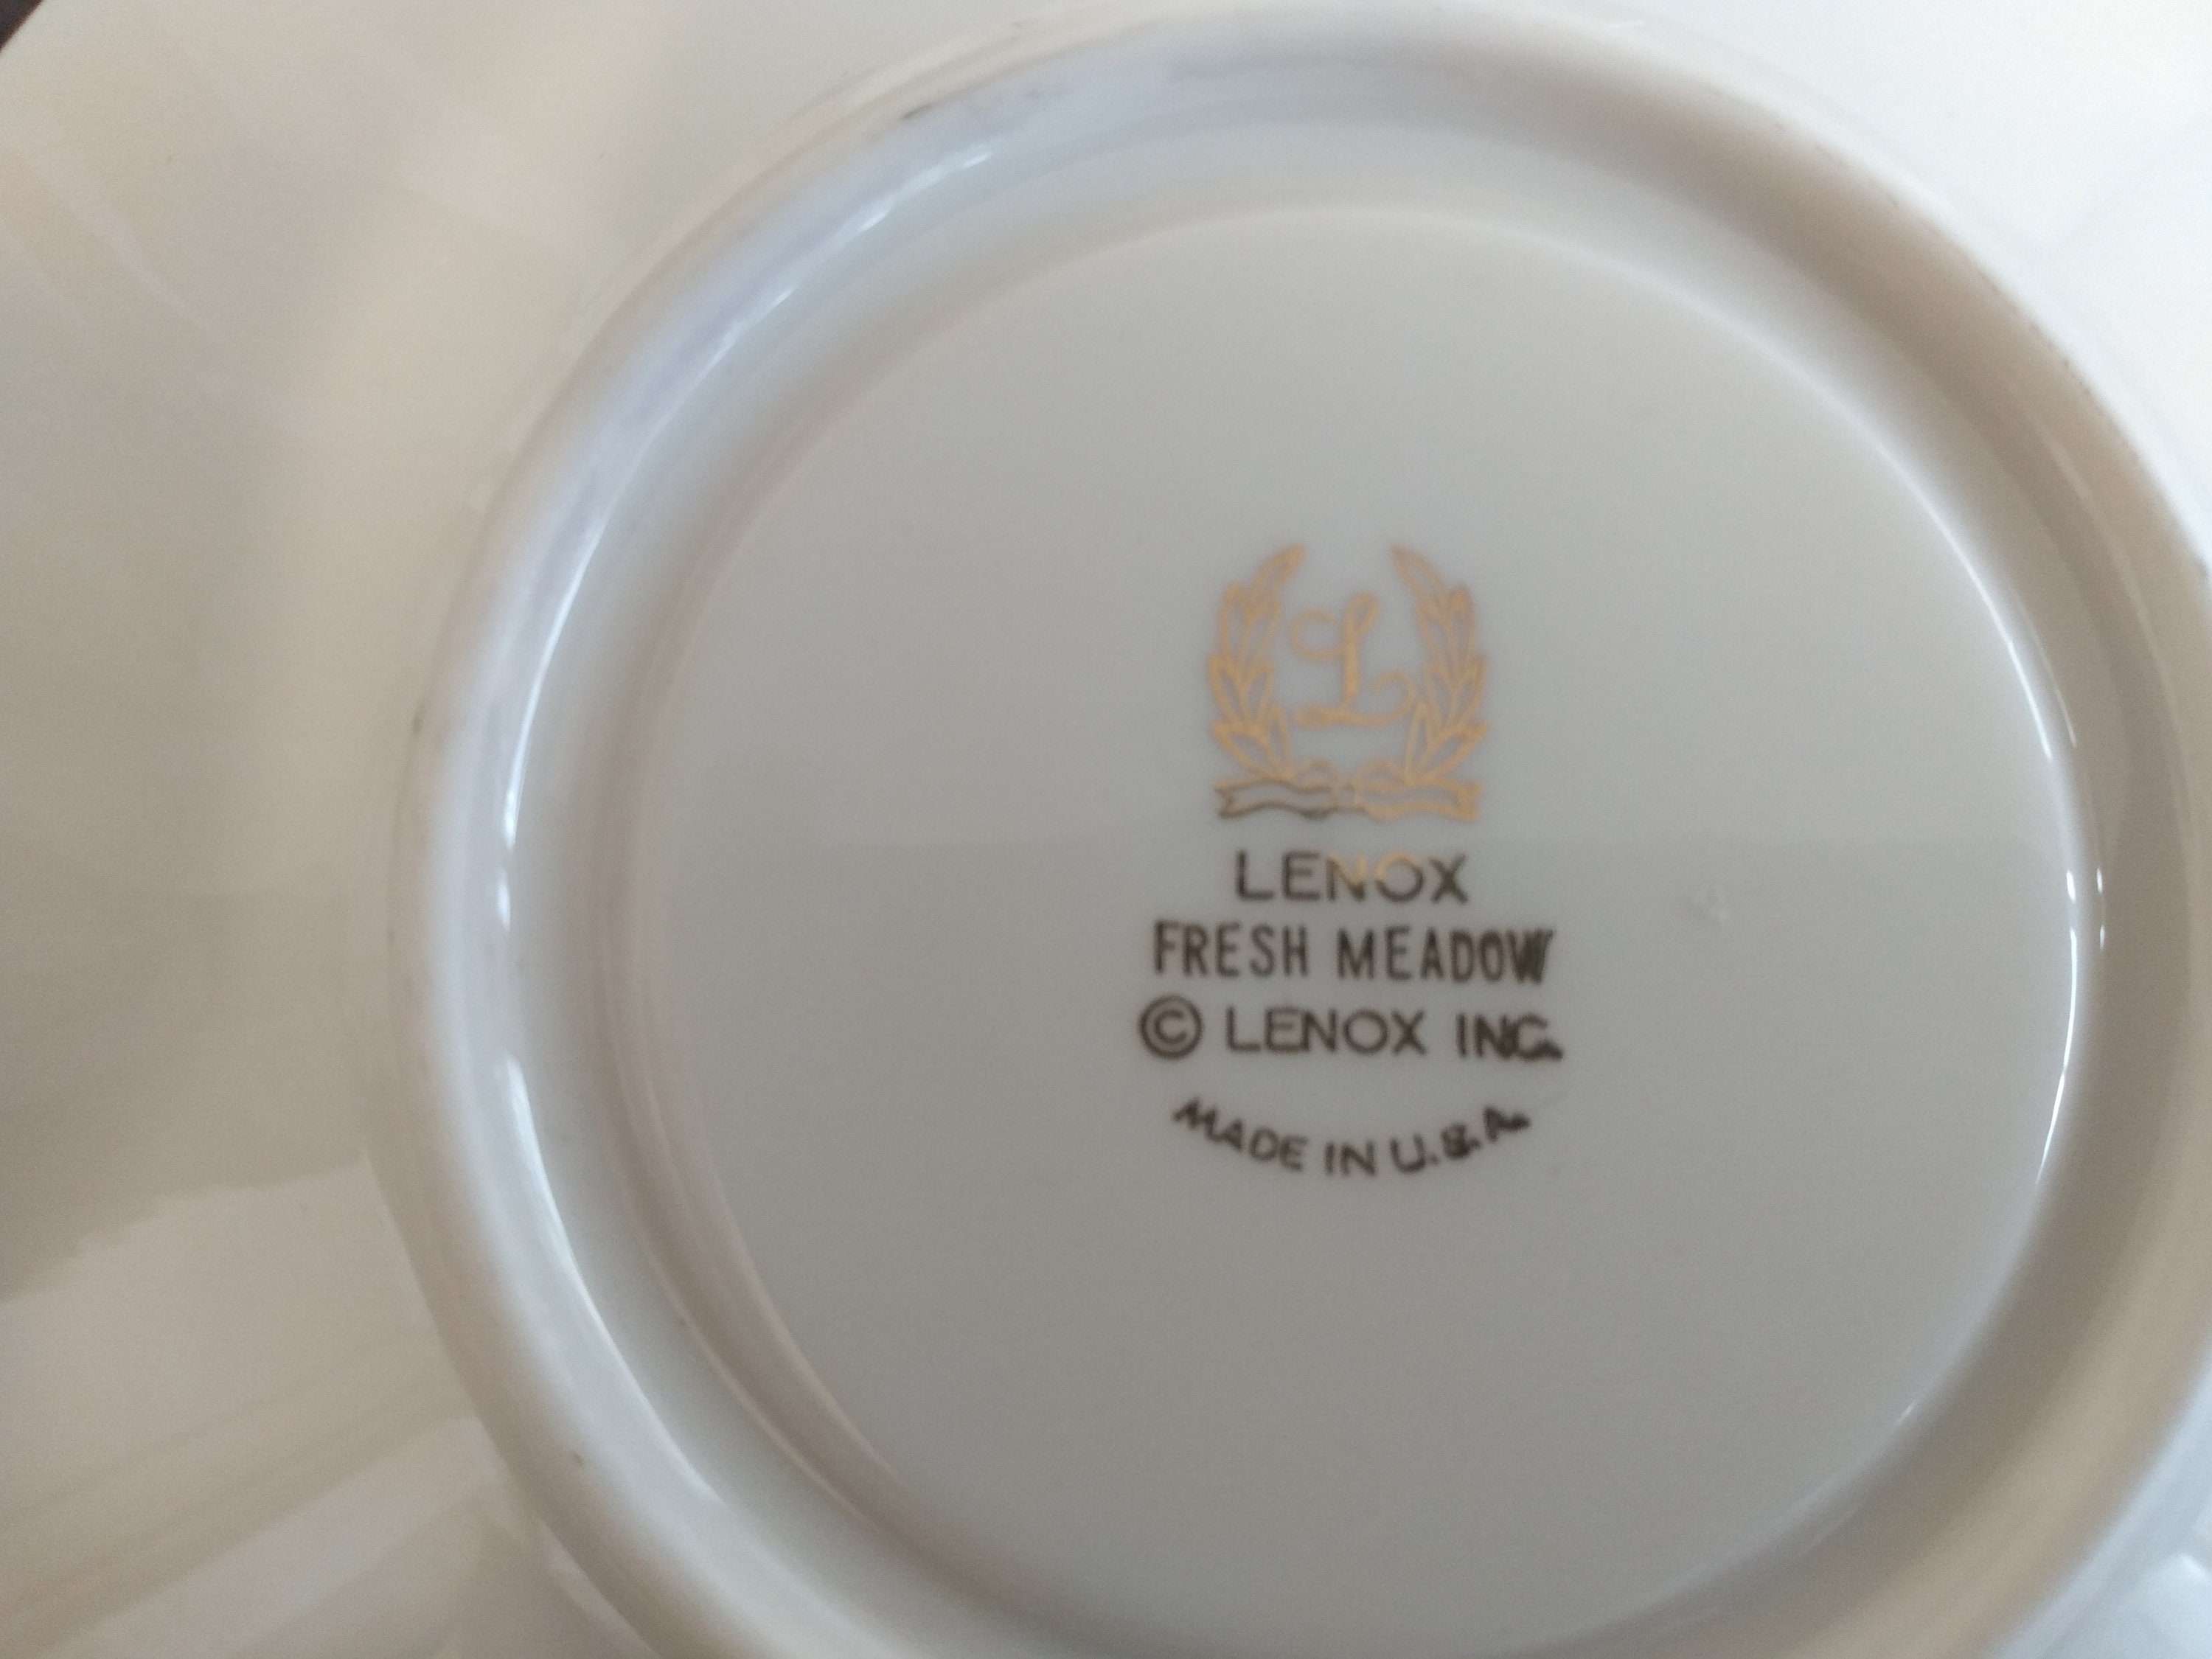 L
LENOX
FRESH MEADOW
© LENOX INC.
MADE IN U.S.A.